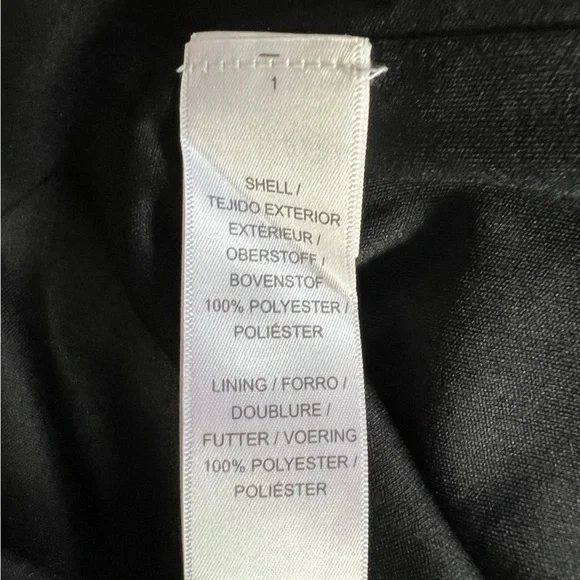 1
SHELL /
TEJIDO EXTERIOR
EXTÉRIEUR /
OBERSTOFF /
BOVENSTOF
100% POLYESTER /
POLIÉSTER
LINING / FORRO /
DOUBLURE /
FUTTER / VOERING
100% POLYESTER /
POLIÉSTER